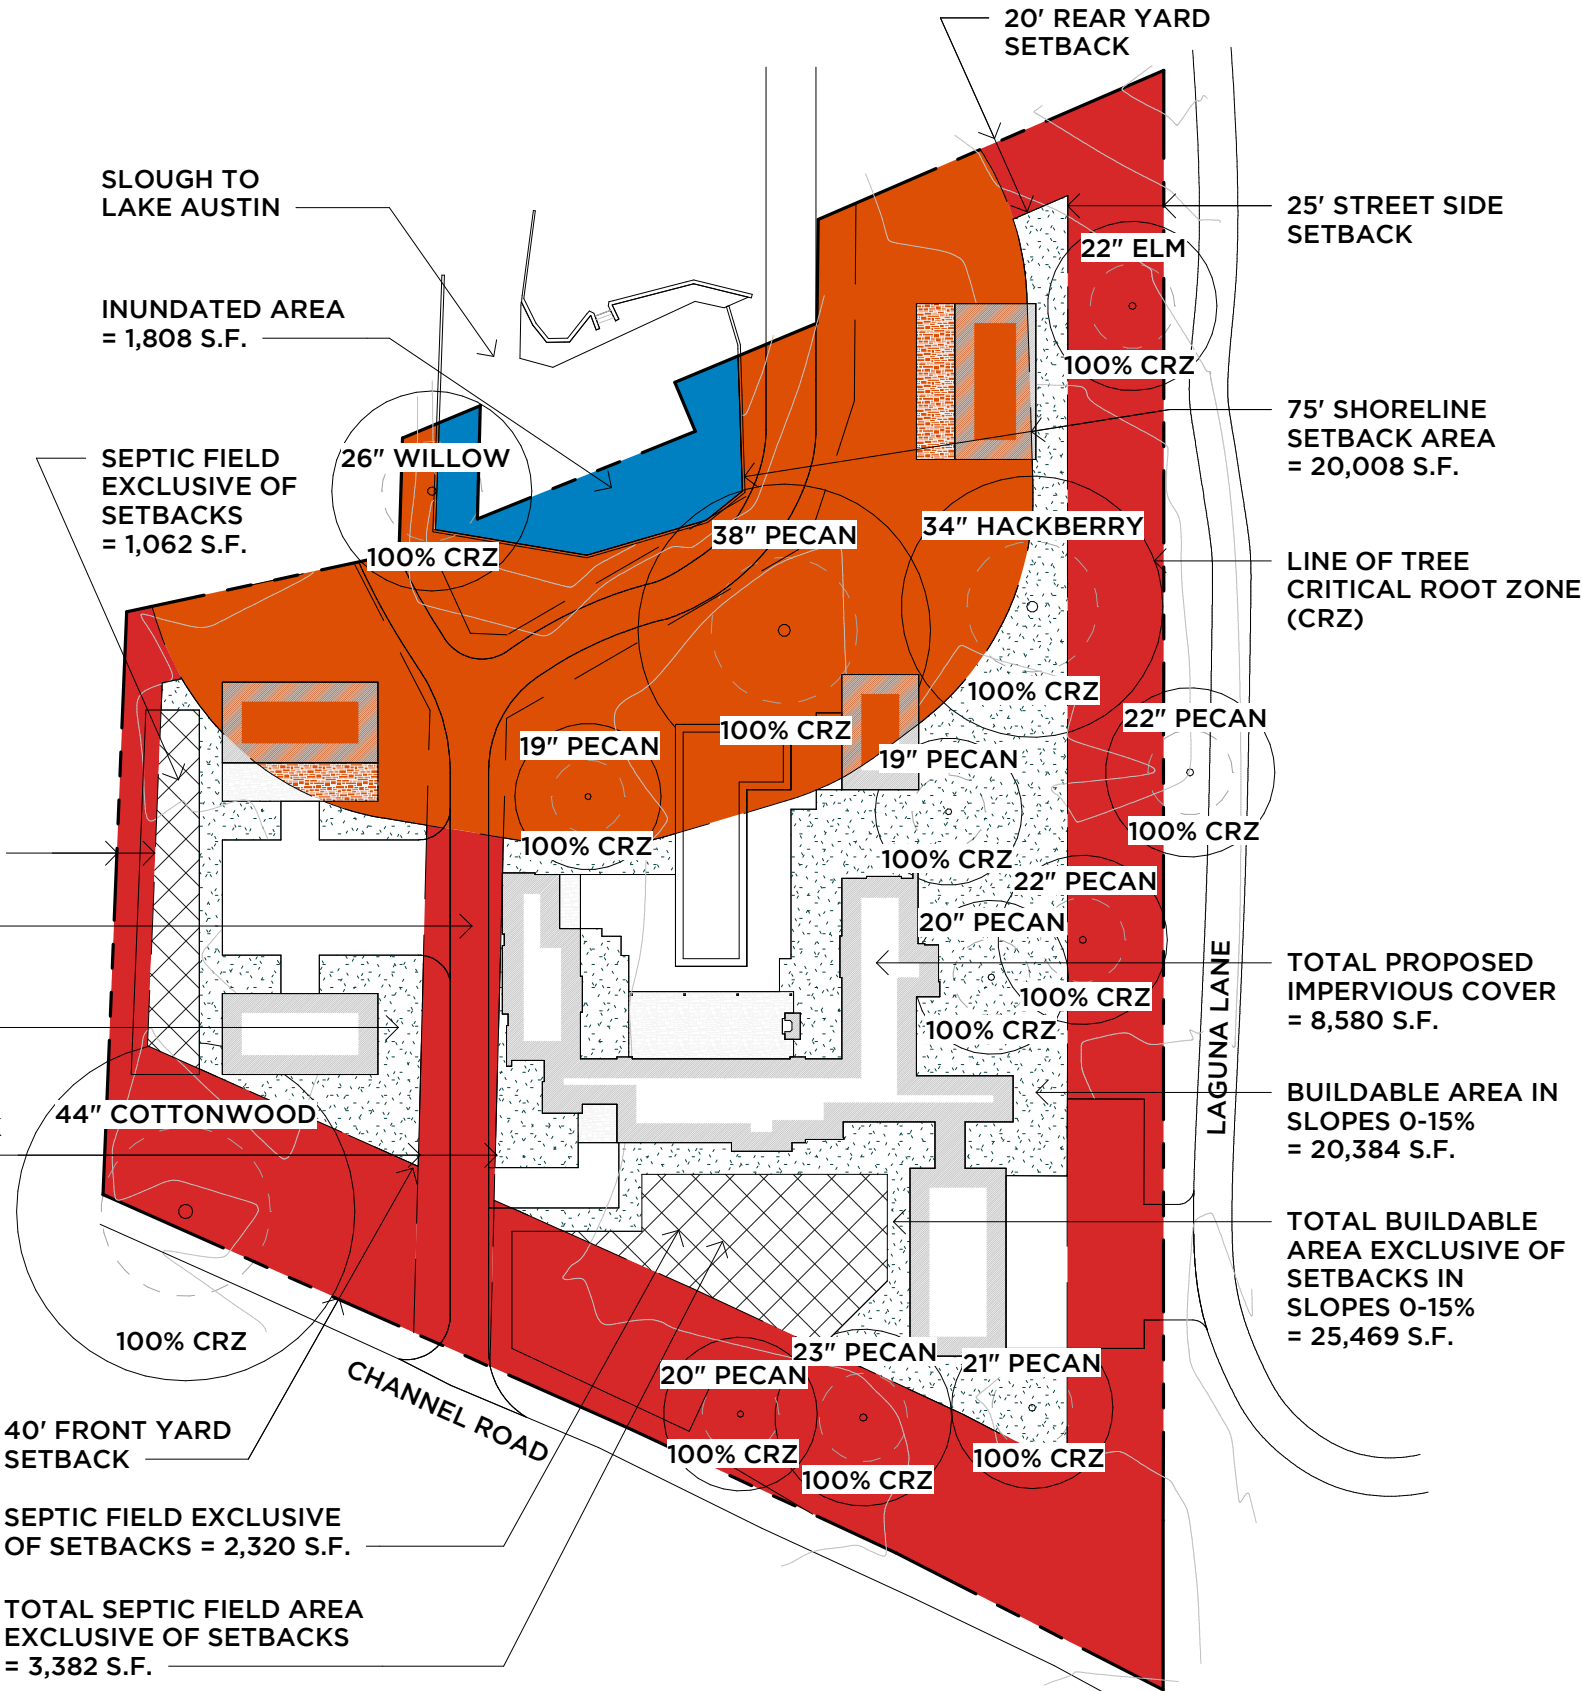 20' REAR YARD
SETBACK
SLOUGH TO
LAKE AUSTIN
25' STREET SIDE
SETBACK
22" ELM
100% CRZ
INUNDATED AREA
= 1,808 S.F.
75' SHORELINE
SETBACK AREA
= 20,008 S.F.
SEPTIC FIELD
EXCLUSIVE OF
SETBACKS
= 1,062 S.F.
26" WILLOW
100% CRZ
38" PECAN
100% CRZ
34" HACKBERRY
100% CRZ
LINE OF TREE
CRITICAL ROOT ZONE
(CRZ)
22" PECAN
100% CRZ
19" PECAN
100% CRZ
19" PECAN
100% CRZ
22" PECAN
100% CRZ
20" PECAN
100% CRZ
LAGUNA LANE
TOTAL PROPOSED
IMPERVIOUS COVER
= 8,580 S.F.
BUILDABLE AREA IN
SLOPES 0-15%
= 20,384 S.F.
44" COTTONWOOD
100% CRZ
TOTAL BUILDABLE
AREA EXCLUSIVE OF
SETBACKS IN
SLOPES 0-15%
= 25,469 S.F.
20" PECAN
100% CRZ
23" PECAN
100% CRZ
21" PECAN
100% CRZ
CHANNEL ROAD
40' FRONT YARD
SETBACK
SEPTIC FIELD EXCLUSIVE
OF SETBACKS = 2,320 S.F.
TOTAL SEPTIC FIELD AREA
EXCLUSIVE OF SETBACKS
= 3,382 S.F.